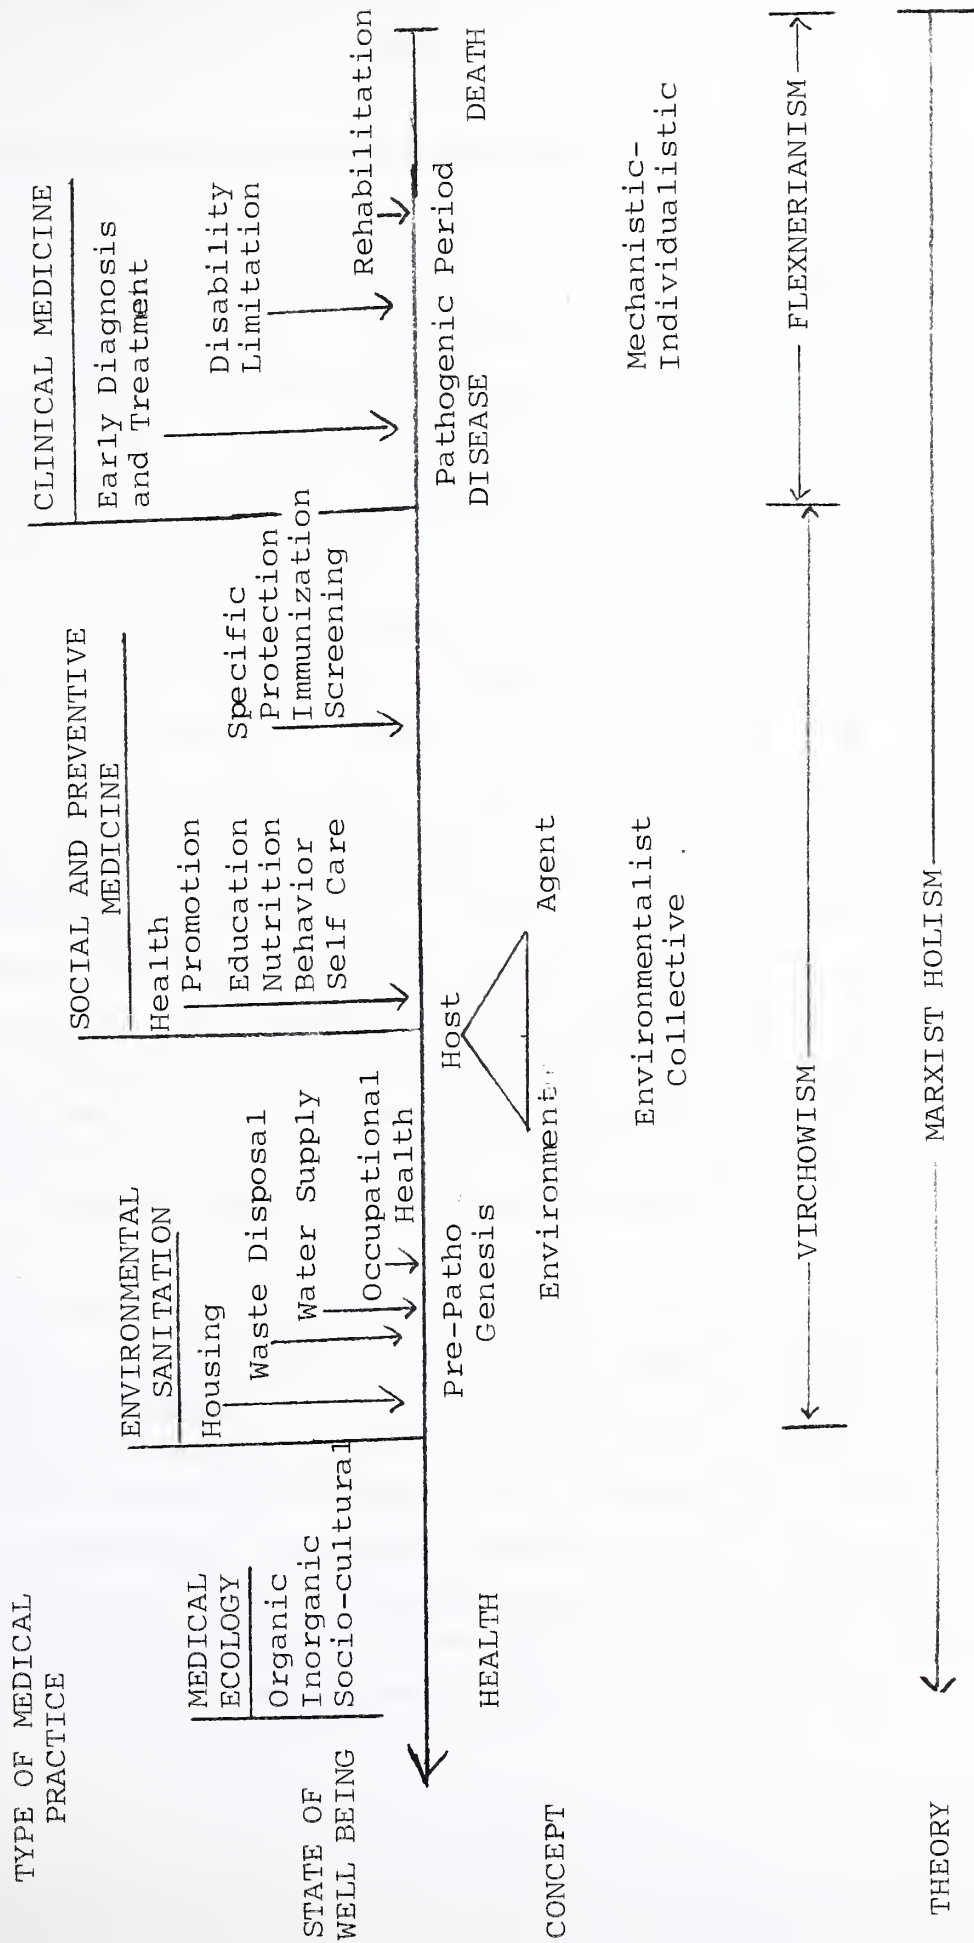 TYPE OF MEDICAL
PRACTICE
MEDICAL
ECOLOGY
Organic
Inorganic
Socio-cultural
ENVIRONMENTAL
SANITATION
Housing
Waste Disposal
Water Supply
Occupational
Health
SOCIAL AND PREVENTIVE
MEDICINE
Health
Promotion
Education
Nutrition
Behavior
Self Care
Specific
Protection
Immunization
Screening
CLINICAL MEDICINE
Early Diagnosis
and Treatment
Disability
Limitation
Rehabilitation
STATE OF
WELL BEING
HEALTH
Pre-Patho
Genesis
Host
Environment
Agent
Pathogenic Period
DISEASE
DEATH
CONCEPT
Environmentalist
Collective
Mechanistic-
Individualistic
VIRCHOWISM
FLEXNERIANISM
THEORY
MARXIST HOLISM